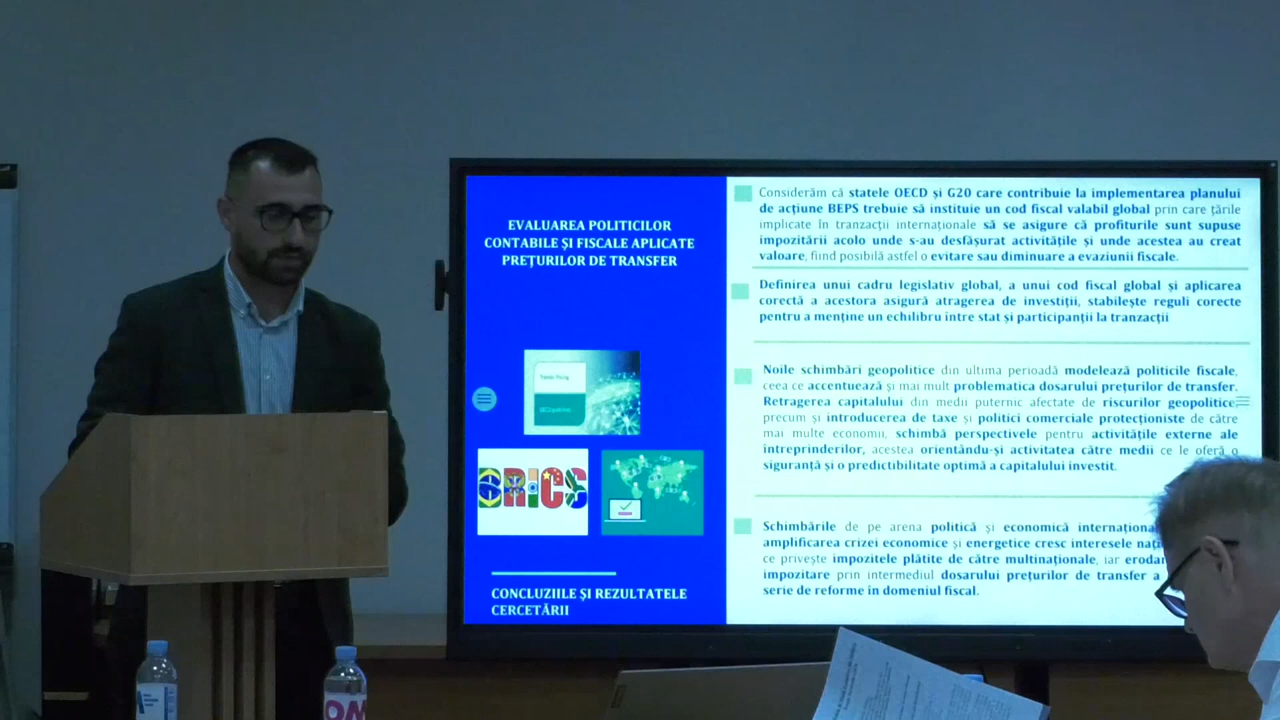 EVALUAREA POLITICILOR
CONTABILE ȘI FISCALE APLICATE
PREȚURILOR DE TRANSFER
BRICS
CONCLUZIILE ȘI REZULTATELE
CERCETĂRII
Considerăm că statele OECD și G20 care contribuie la implementarea planului
de acțiune BEPS trebuie să instituie un cod fiscal valabil global prin care țările
implicate în tranzacții internaționale să se asigure că profiturile sunt supuse
impozitării acolo unde s-au desfășurat activitățile și unde acestea au creat
valoare, fiind posibilă astfel o evitare sau diminuare a evaziunii fiscale.
Definirea unui cadru legislativ global, a unui cod fiscal global și aplicarea
corectă a acestora asigură atragerea de investiții, stabilește reguli corecte
pentru a menține un echilibru între stat și participanții la tranzacții
Noile schimbări geopolitice din ultima perioadă modelează politicile fiscale,
ceea ce accentuează și mai mult problematica dosarului prețurilor de transfer.
Retragerea capitalului din medii puternic afectate de riscurilor geopolitice,
precum și introducerea de taxe și politici comerciale protecționiste de către
mai multe economii, schimbă perspectivele pentru activitățile externe ale
întreprinderilor, acestea orientându-și activitatea către medii ce le oferă o
siguranță și o predictibilitate optimă a capitalului investit.
Schimbările de pe arena politică și economică internaționa
amplificarea crizei economice și energetice cresc interesele nați
ce privește impozitele plătite de către multinaționale, iar erodar
impozitare prin intermediul dosarului prețurilor de transfer a
serie de reforme în domeniul fiscal.
OM